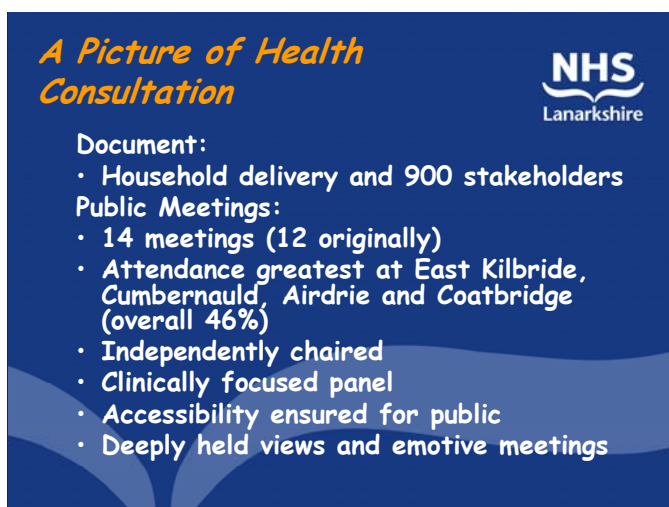 A Picture of Health
Consultation
NHS
Lanarkshire
Document:
• Household delivery and 900 stakeholders
Public Meetings:
• 14 meetings (12 originally)
• Attendance greatest at East Kilbride,
Cumbernauld, Airdrie and Coatbridge
(overall 46%)
• Independently chaired
• Clinically focused panel
• Accessibility ensured for public
• Deeply held views and emotive meetings